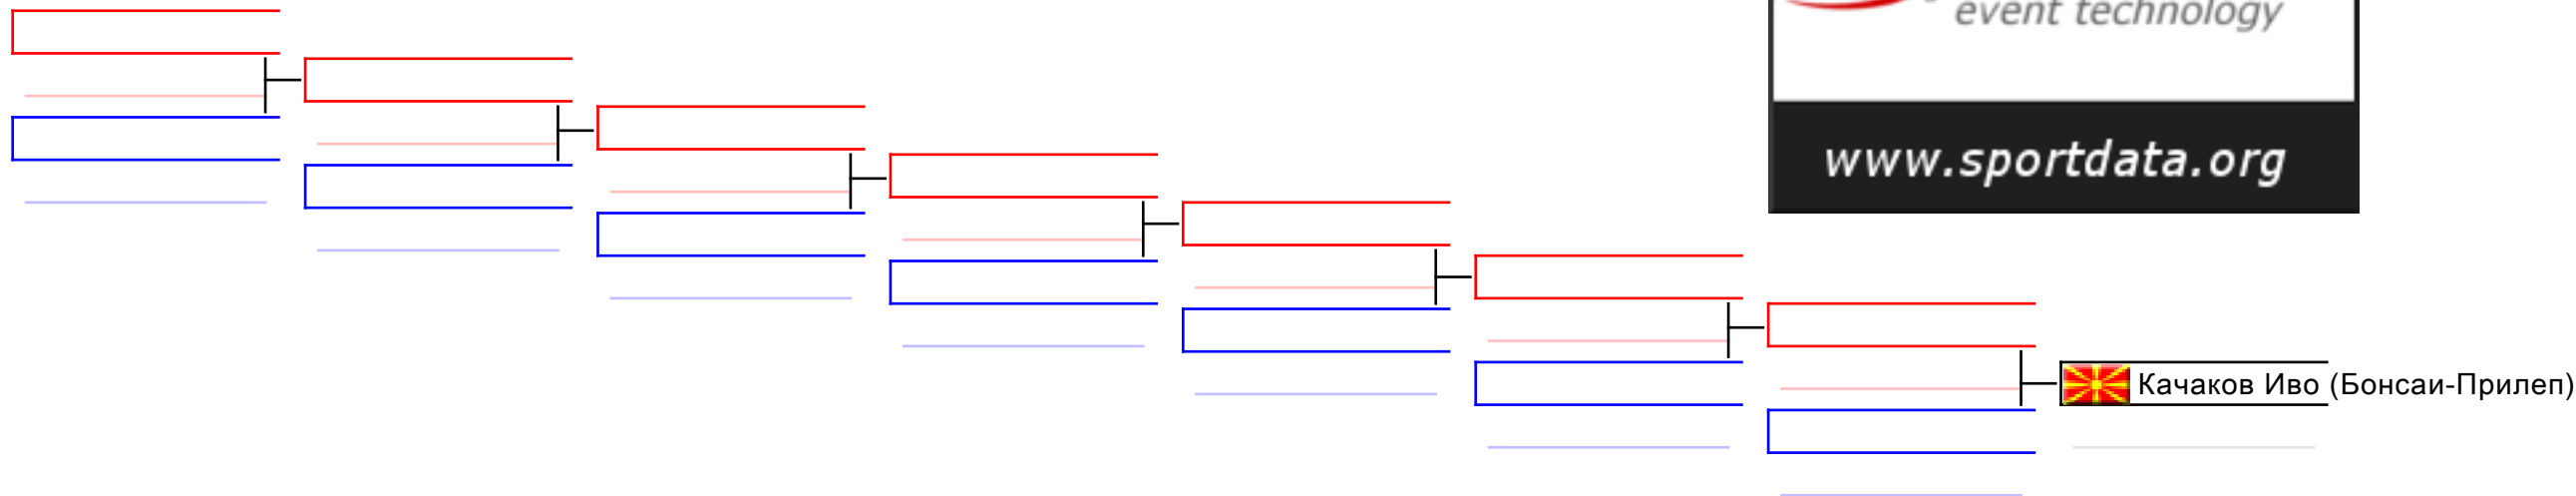 event technology
www.sportdata.org
Качаков Иво (Бонсаи-Прилеп)